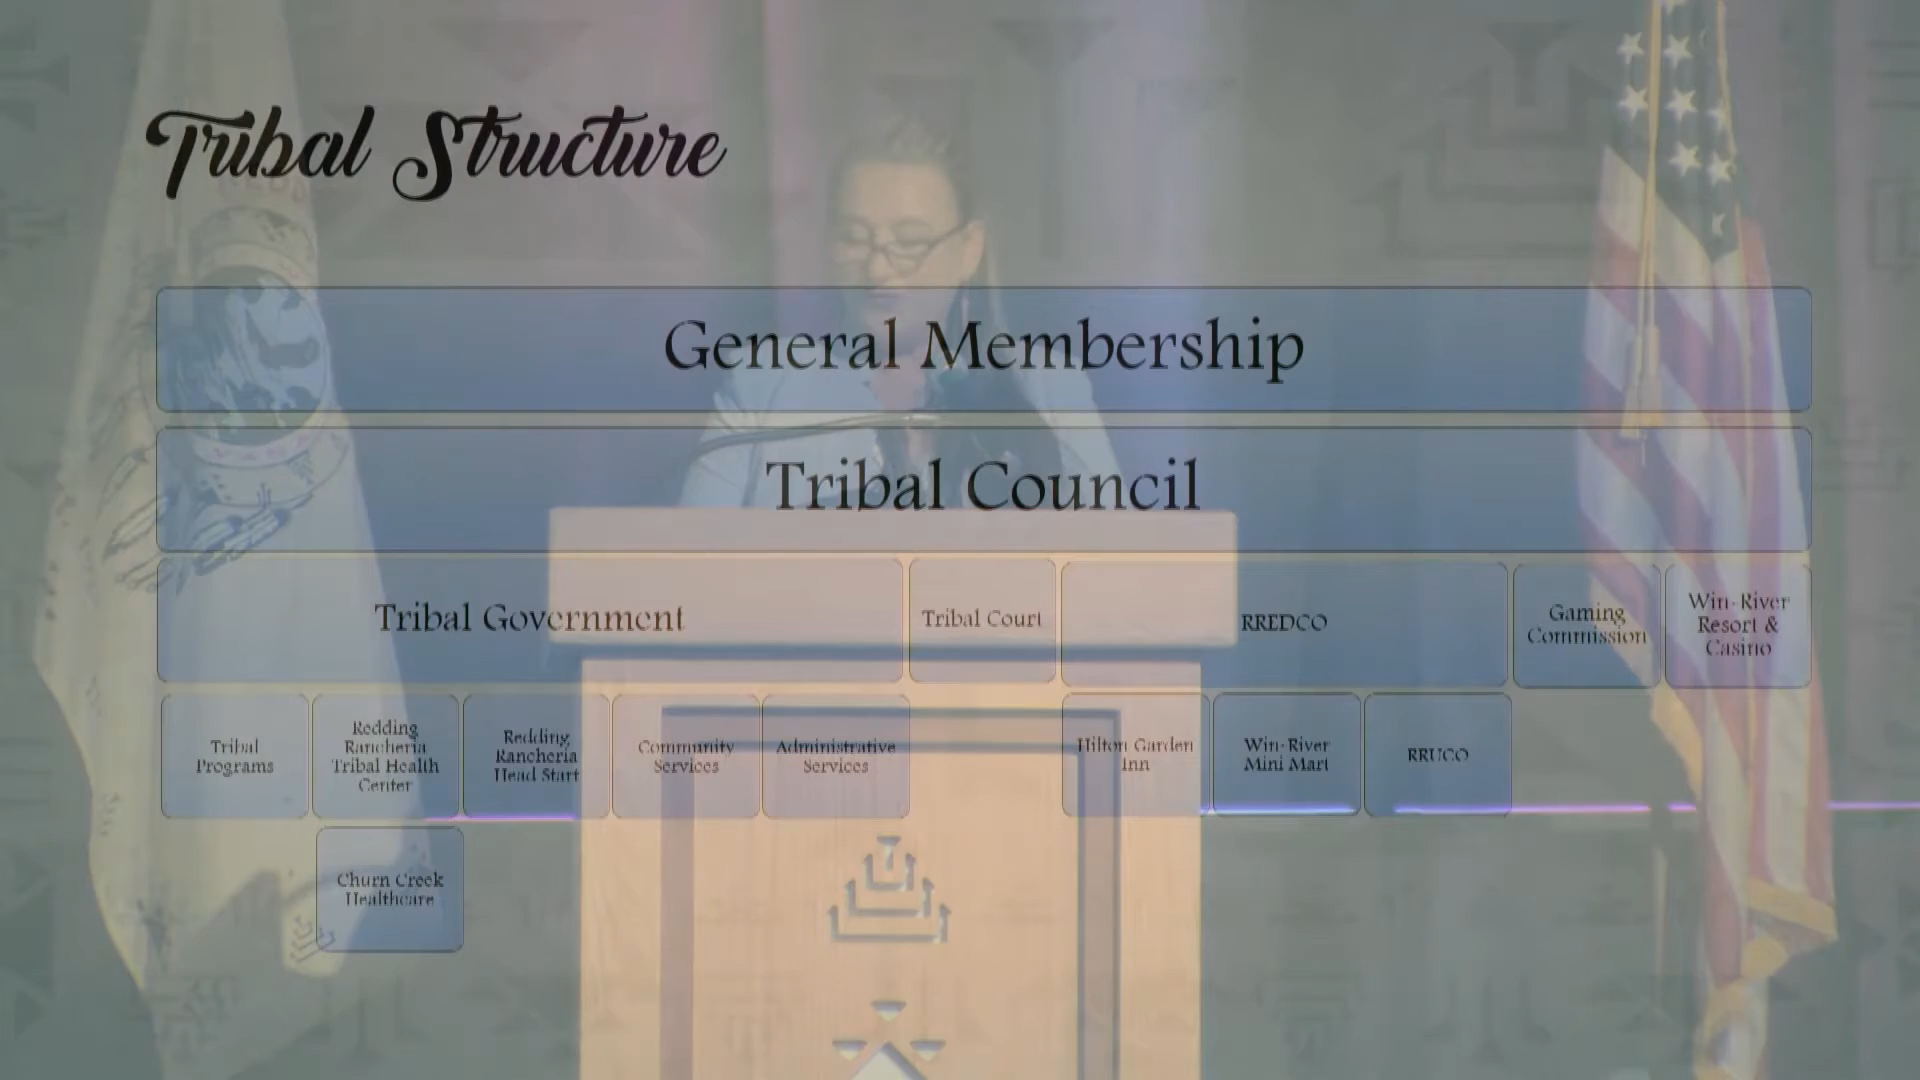 Tribal Structure
General Membership
Tribal Council
Tribal Government
Tribal Court
RREDCO
Gaming
Commission
Win-River
Resort &
Casino
Tribal
Programs
Redding
Rancheria
Tribal Health
Center
Redding
Rancheria
Head Start
Community
Services
Administrative
Services
Hilton Garden
Inn
Win-River
Mini Mart
RRUCO
Churn Creek
Healthcare